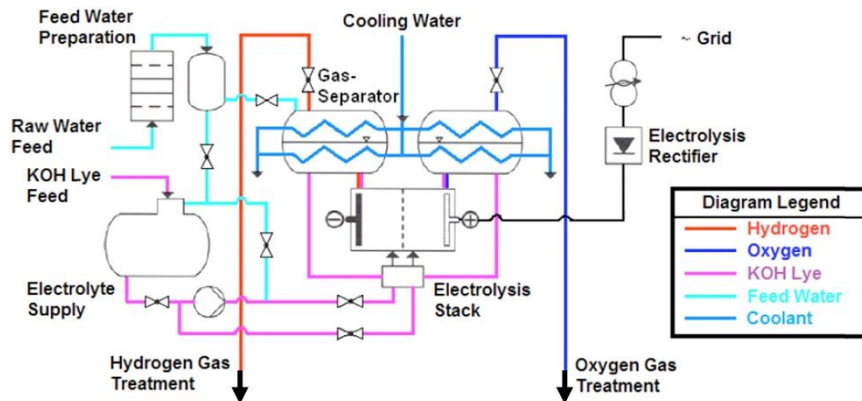 Feed Water
Preparation
Cooling Water
~ Grid
Gas-
Separator
Raw Water
Feed
Electrolysis
Rectifier
KOH Lye
Feed
Diagram Legend
Hydrogen
Oxygen
KOH Lye
Feed Water
Coolant
Electrolyte
Supply
Electrolysis
Stack
Hydrogen Gas
Treatment
Oxygen Gas
Treatment